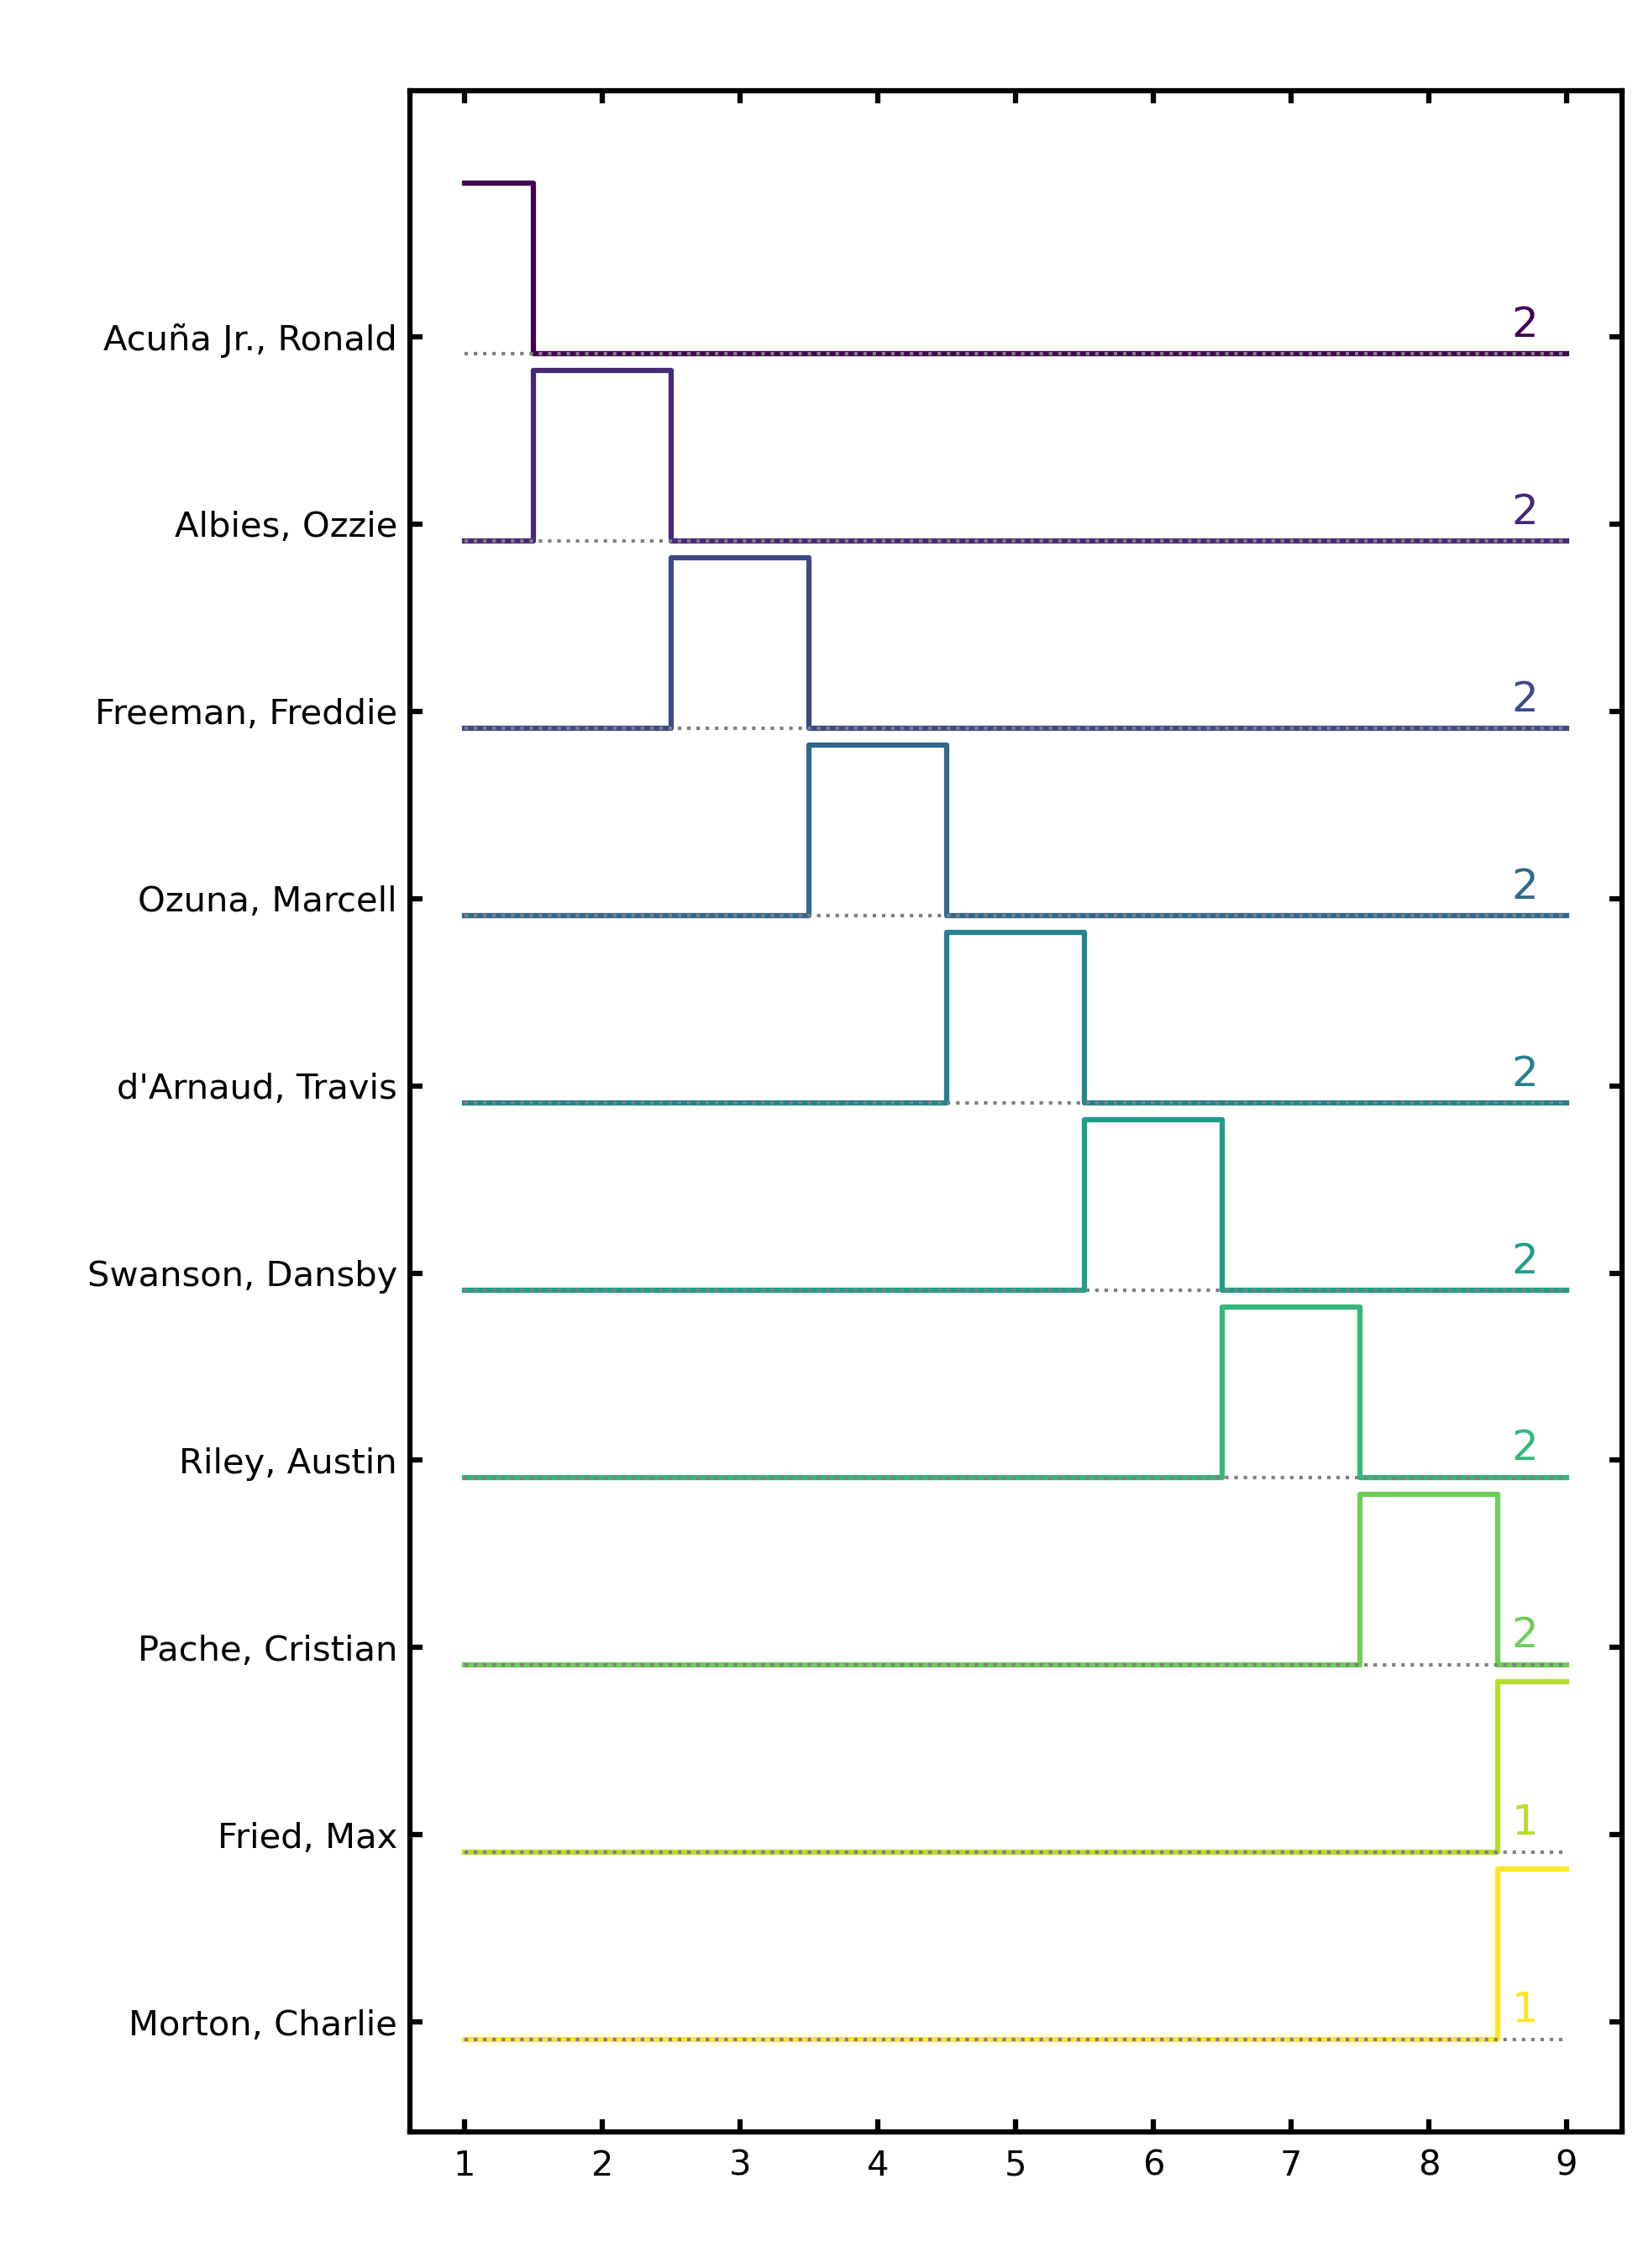 Acuña Jr., Ronald 2
Albies, Ozzie 2
Freeman, Freddie 2
Ozuna, Marcell 2
d'Arnaud, Travis 2
Swanson, Dansby 2
Riley, Austin 2
Pache, Cristian 2
Fried, Max 1
Morton, Charlie 1
1 2 3 4 5 6 7 8 9